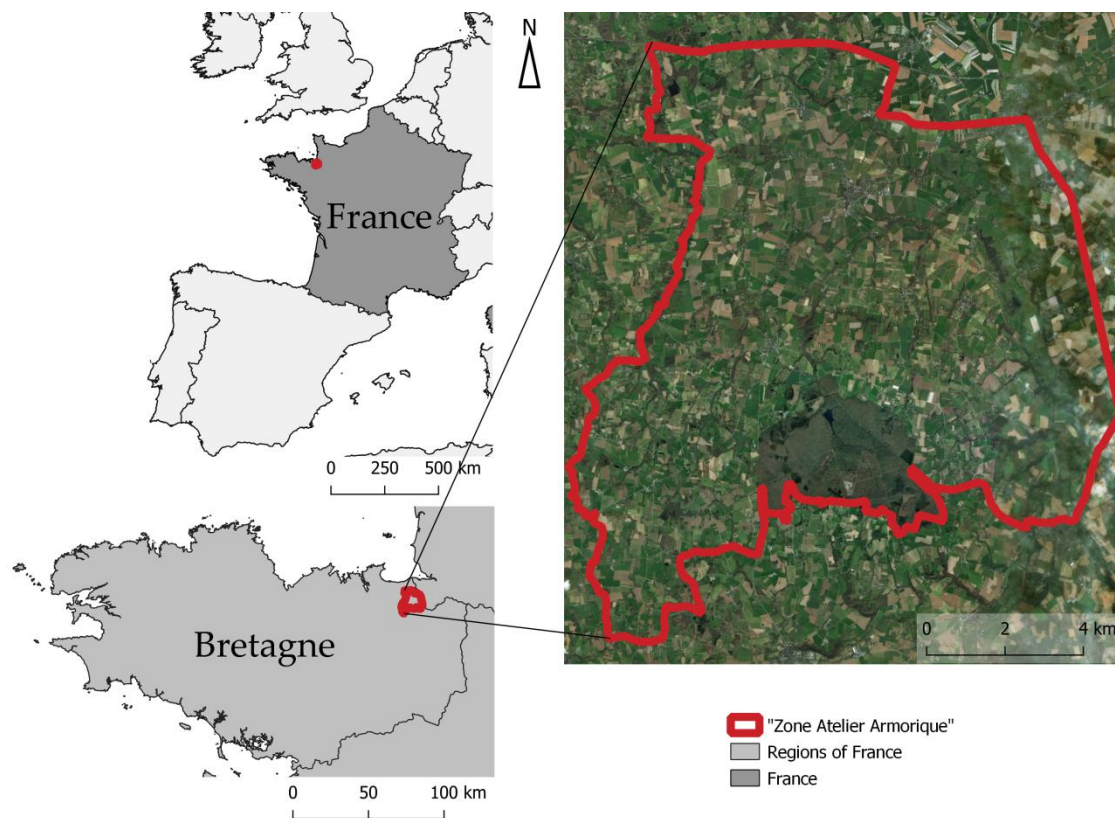 N
France
0 250 500 km
Bretagne
0 50 100 km
0 2 4 km
"Zone Atelier Armorique"
Regions of France
France